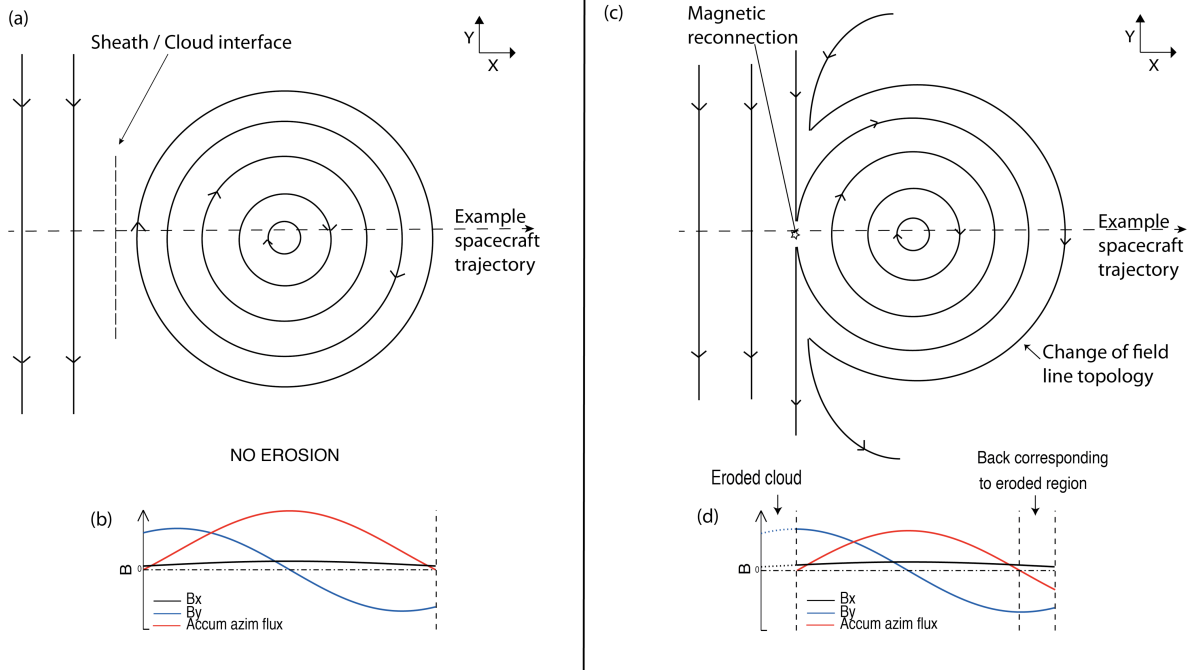 (a)
Sheath / Cloud interface
Y
X
Example
spacecraft
trajectory
NO EROSION
(b)
B
0
Bx
By
Accum azim flux
(c)
Magnetic
reconnection
Y
X
Example
spacecraft
trajectory
Change of field
line topology
Eroded cloud
Back corresponding
to eroded region
(d)
B
0
Bx
By
Accum azim flux